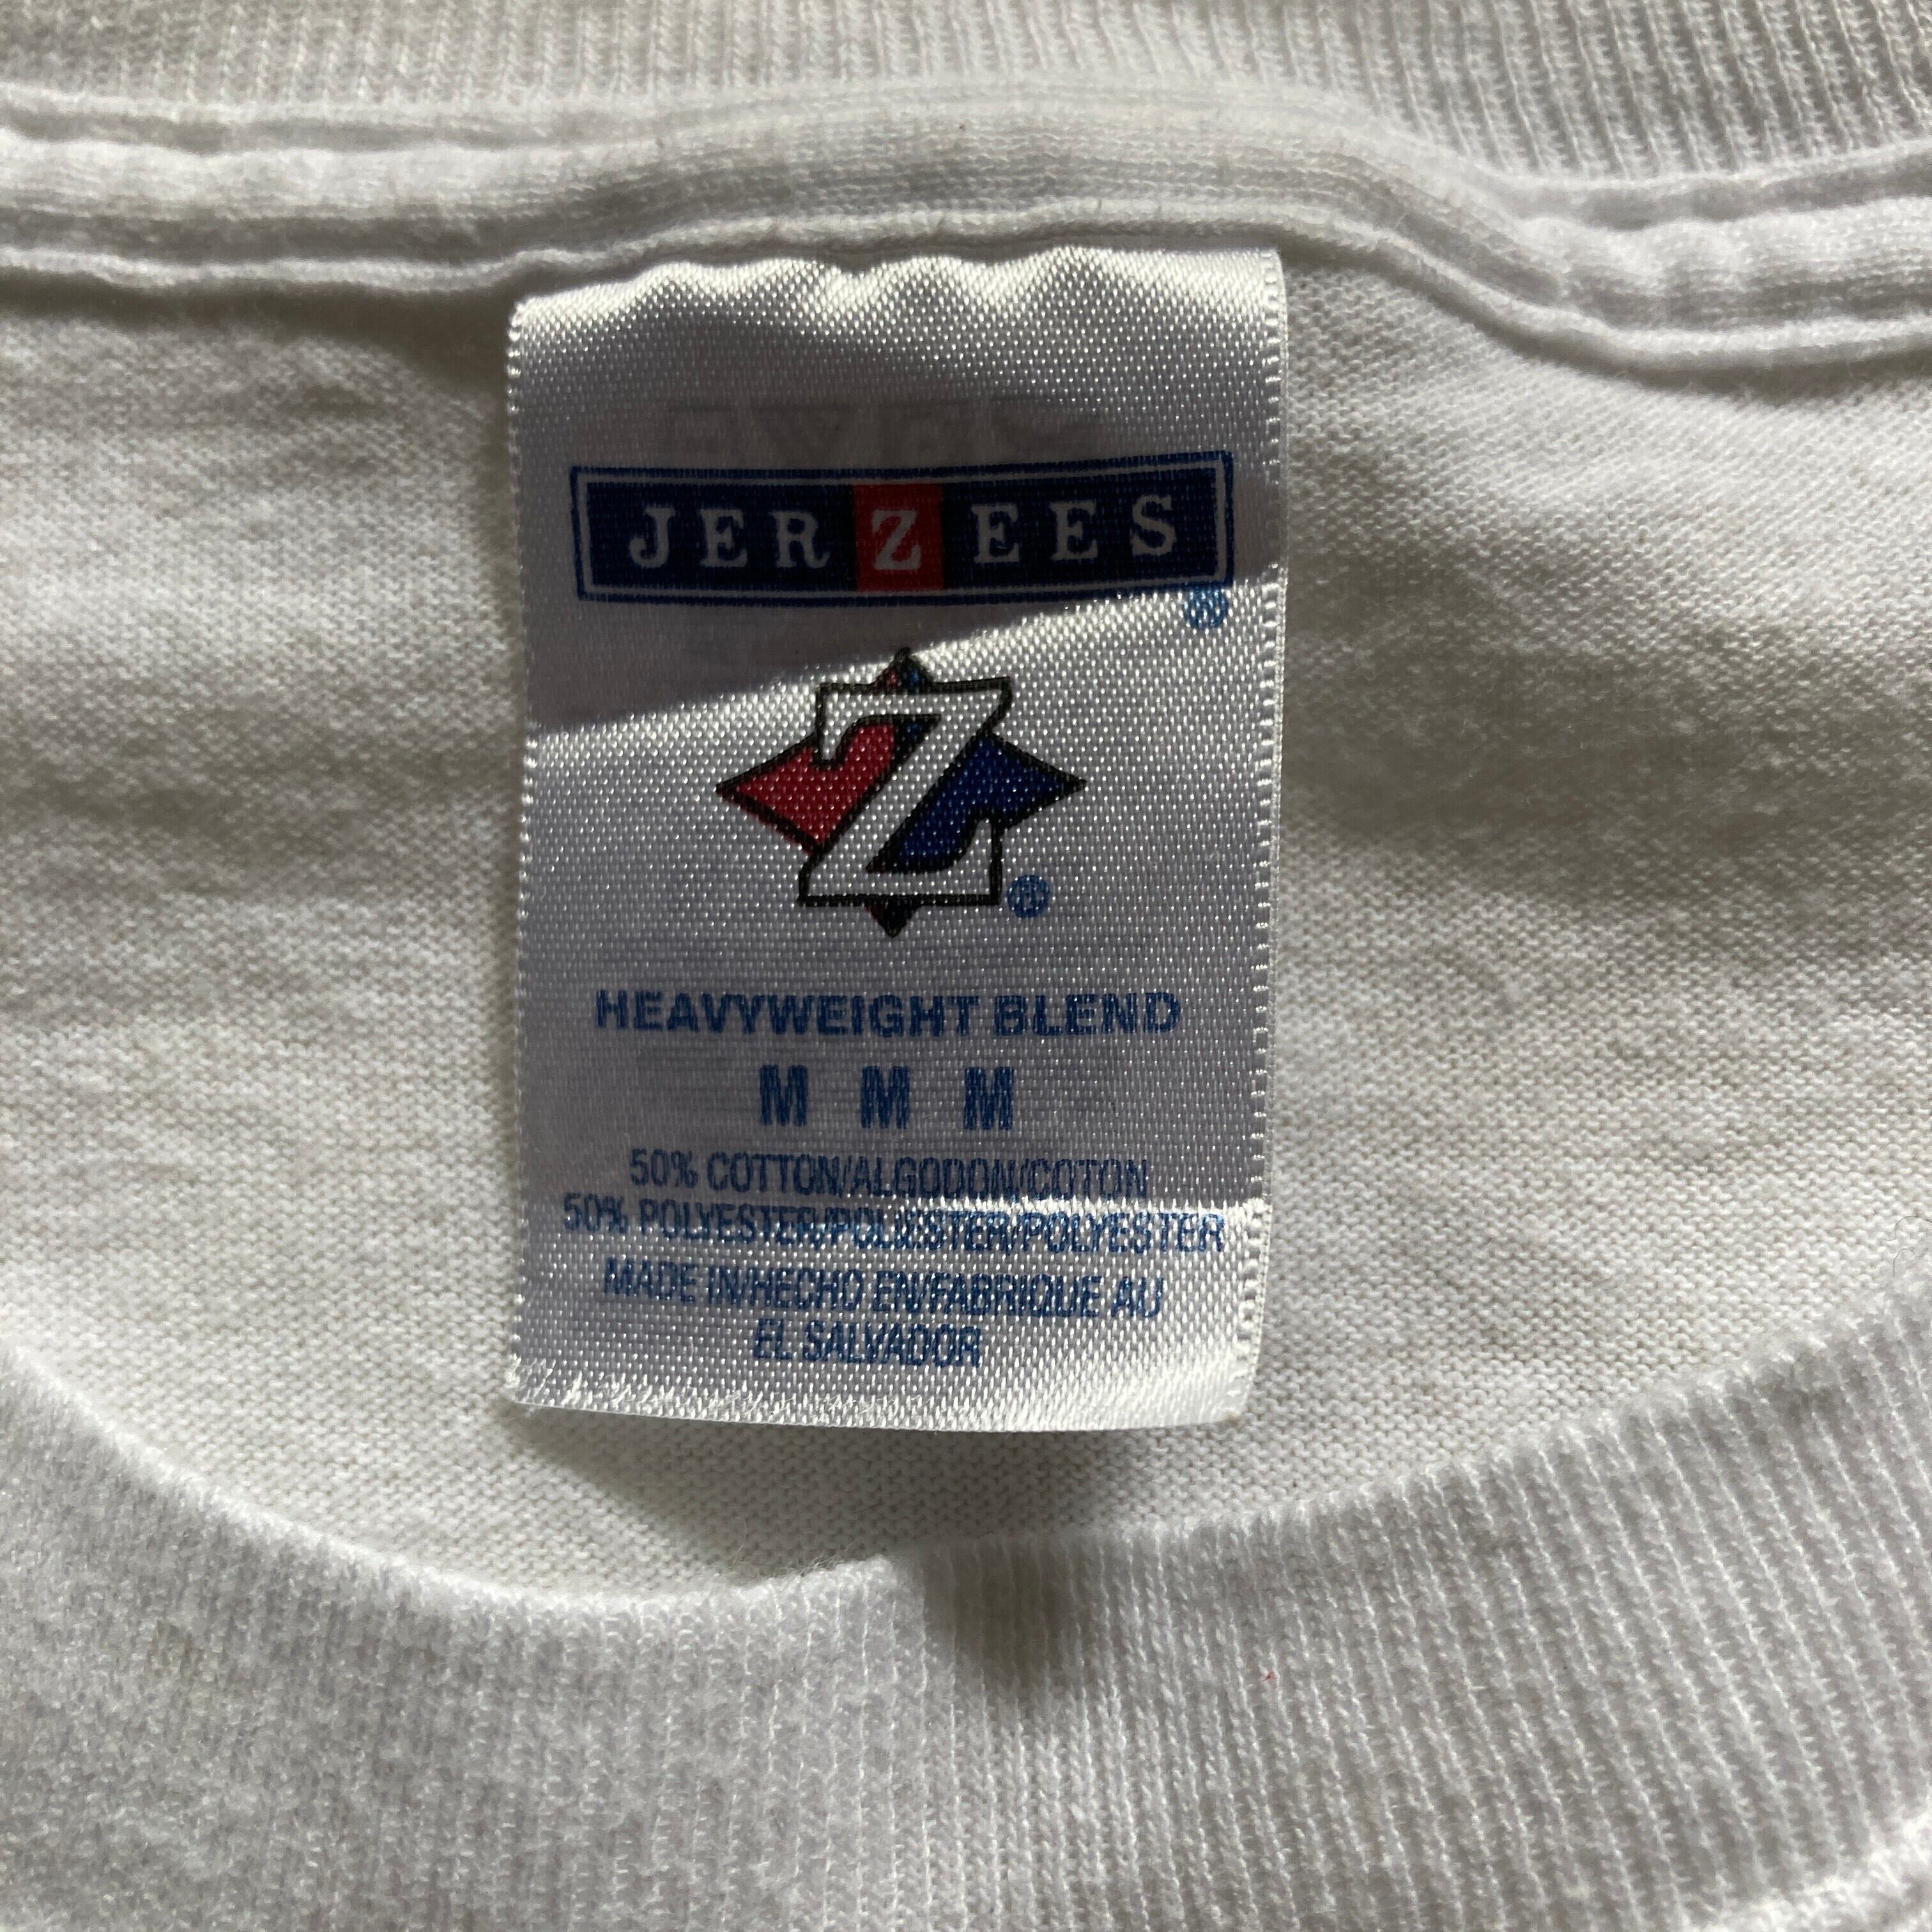 JERZEES
®
Z
®
HEAVYWEIGHT BLEND
M M M
50% COTTON/ALGODON/COTON
50% POLYESTER/POLIESTER/POLYESTER
MADE IN/HECHO EN/FABRIQUE AU
EL SALVADOR